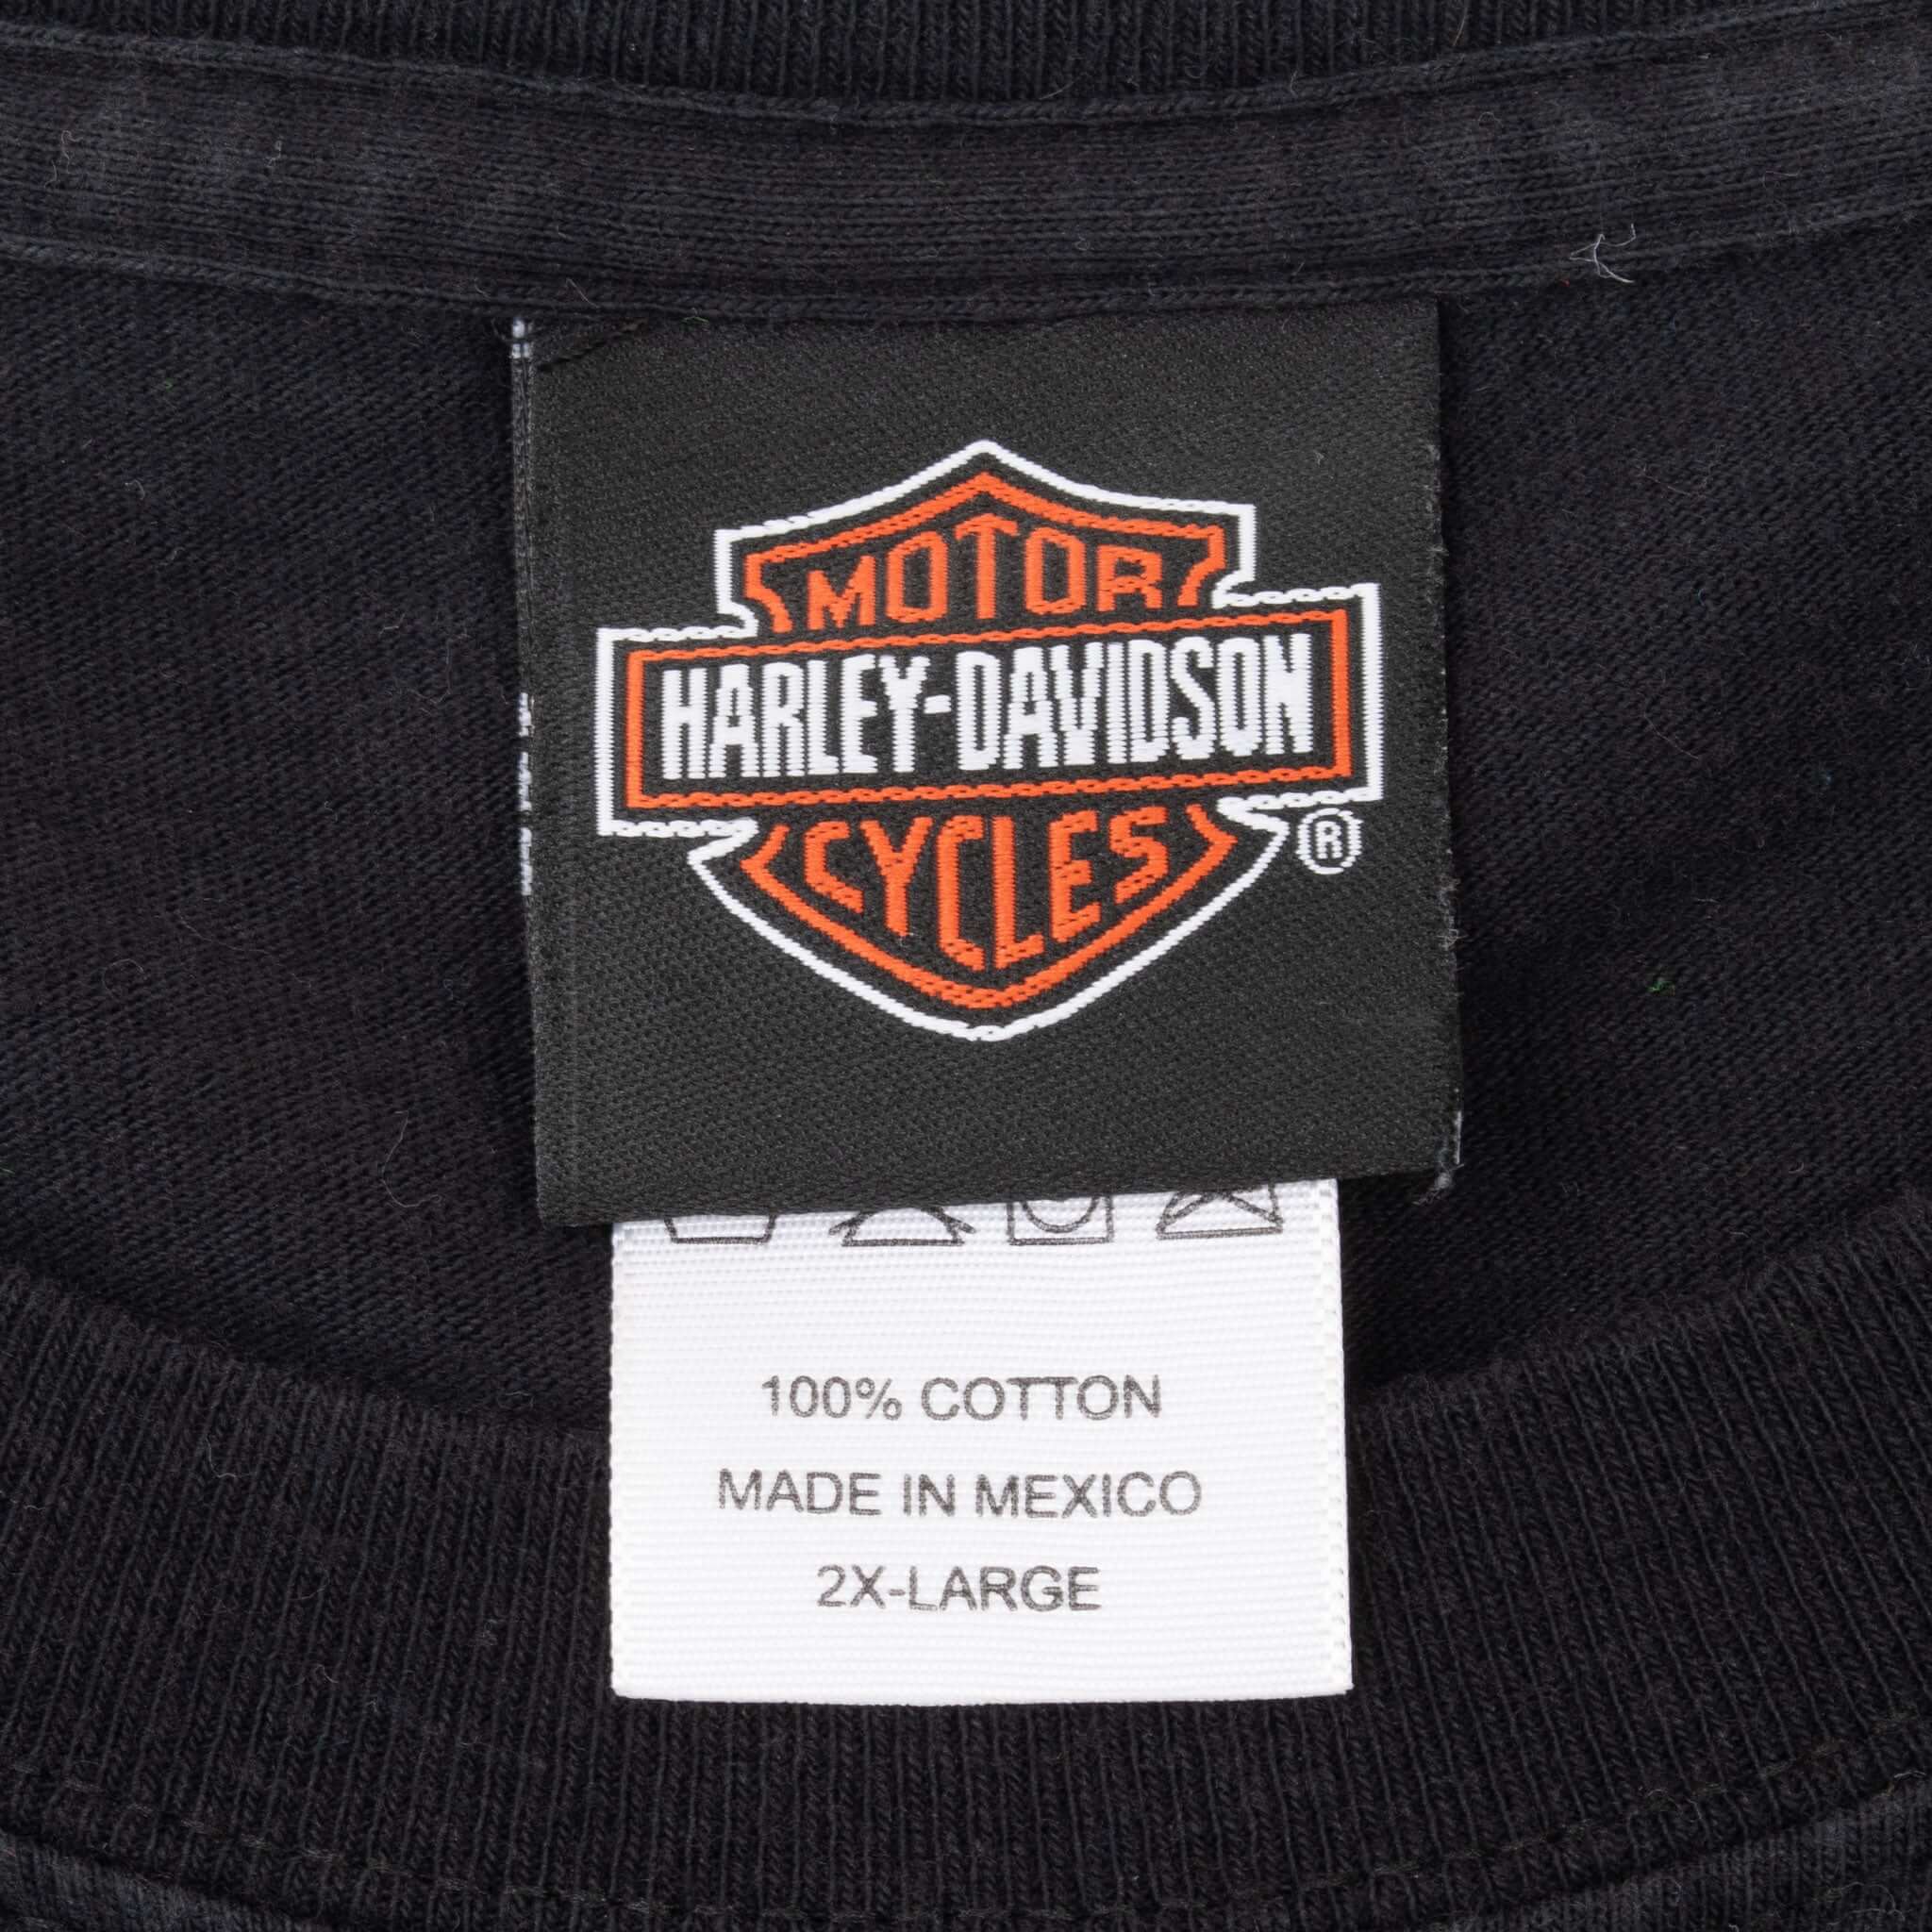 MOTOR
HARLEY-DAVIDSON
CYCLES ®
100% COTTON
MADE IN MEXICO
2X-LARGE